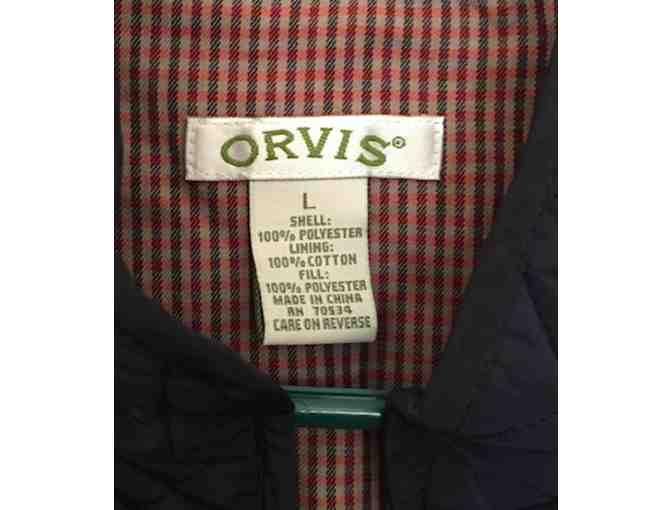 ORVIS®
L
SHELL:
100% POLYESTER
LINING:
100% COTTON
FILL:
100% POLYESTER
MADE IN CHINA
RN 70534
CARE ON REVERSE